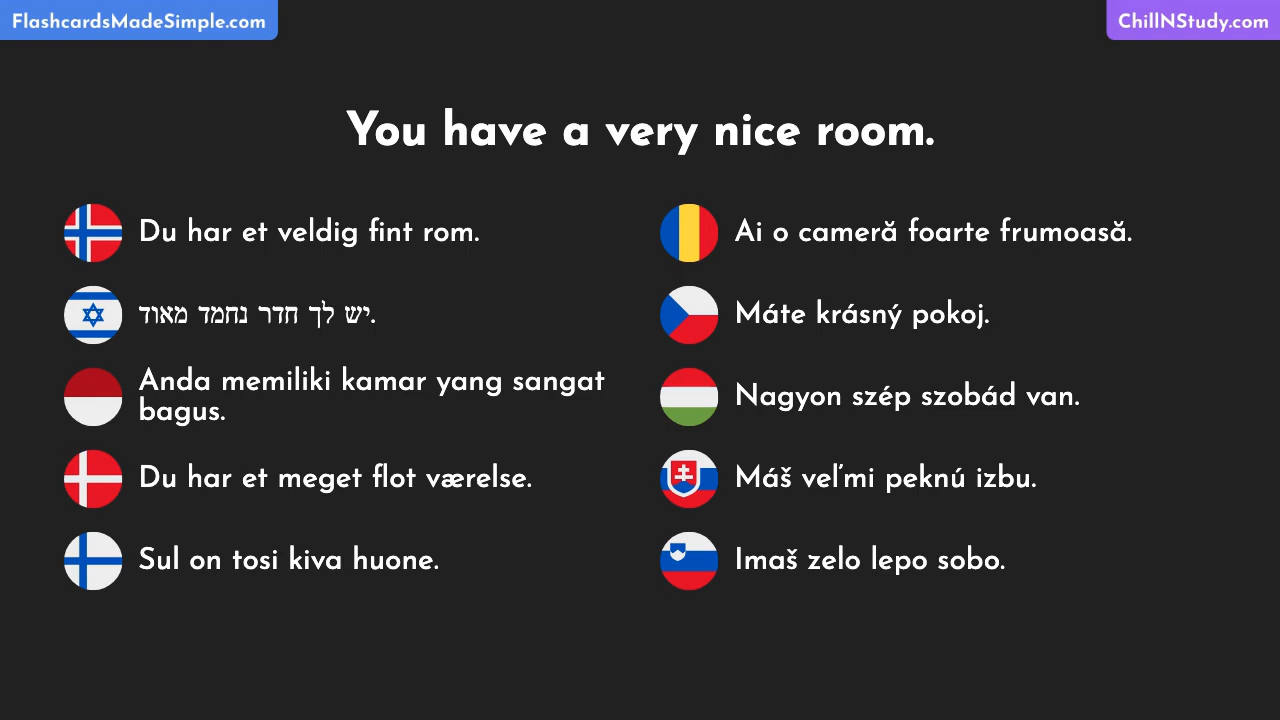 FlashcardsMadeSimple.com
ChillNStudy.com
You have a very nice room.
Du har et veldig fint rom.
יש לך חדר נחמד מאוד.
Anda memiliki kamar yang sangat
bagus.
Du har et meget flot værelse.
Sul on tosi kiva huone.
Ai o cameră foarte frumoasă.
Máte krásný pokoj.
Nagyon szép szobád van.
Máš veľmi peknú izbu.
Imaš zelo lepo sobo.